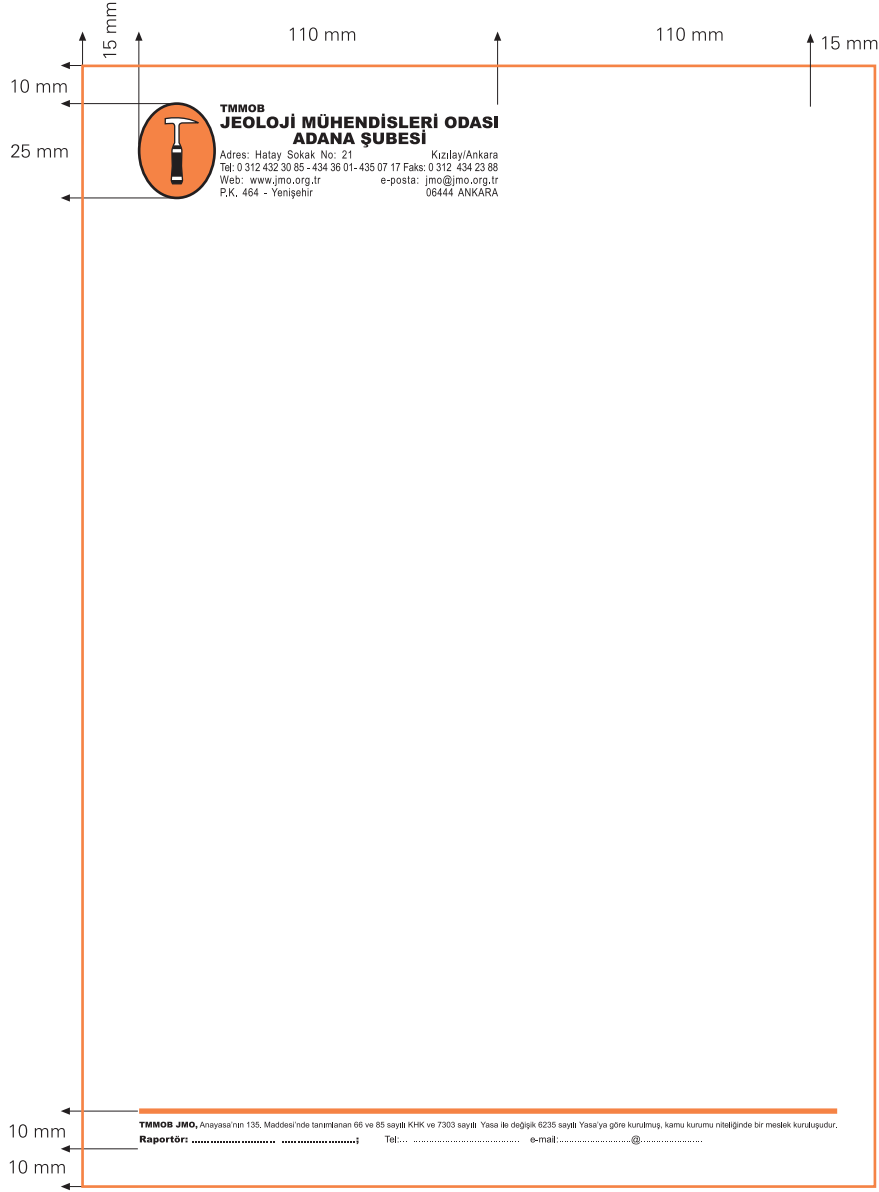 15 mm
110 mm
110 mm
15 mm
10 mm
25 mm
TMMOB
JEOLOJİ MÜHENDİSLERİ ODASI
ADANA ŞUBESİ
Adres: Hatay Sokak No: 21 Kızılay/Ankara
Tel: 0 312 432 30 85 - 434 36 01- 435 07 17 Faks: 0 312 434 23 88
Web: www.jmo.org.tr e-posta: jmo@jmo.org.tr
P.K. 464 - Yenişehir 06444 ANKARA
TMMOB JMO, Anayasa'nın 135. Maddesi'nde tanımlanan 66 ve 85 sayılı KHK ve 7303 sayılı Yasa ile değişik 6235 sayılı Yasa'ya göre kurulmuş, kamu kurumu niteliğinde bir meslek kuruluşudur.
Raportör: ........................ .....................; Tel:... .................................... e-mail:........................@.....................
10 mm
10 mm